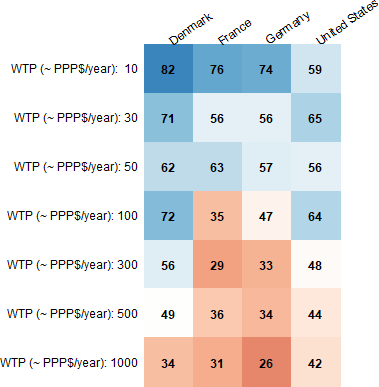 Denmark France Germany United States
WTP (~ PPP$/year): 10 82 76 74 59
WTP (~ PPP$/year): 30 71 56 56 65
WTP (~ PPP$/year): 50 62 63 57 56
WTP (~ PPP$/year): 100 72 35 47 64
WTP (~ PPP$/year): 300 56 29 33 48
WTP (~ PPP$/year): 500 49 36 34 44
WTP (~ PPP$/year): 1000 34 31 26 42